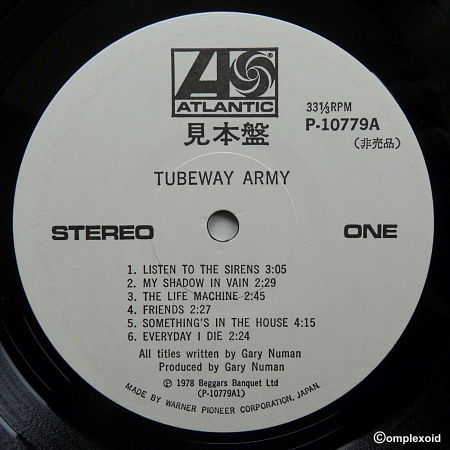 ATLANTIC
33⅓RPM
見本盤
P-10779A
(非売品)
TUBEWAY ARMY
STEREO
ONE
1. LISTEN TO THE SIRENS 3:05
2. MY SHADOW IN VAIN 2:29
3. THE LIFE MACHINE 2:45
4. FRIENDS 2:27
5. SOMETHING'S IN THE HOUSE 4:15
6. EVERYDAY I DIE 2:24
All titles written by Gary Numan
Produced by Gary Numan
Ⓟ 1978 Beggars Banquet Ltd
(P-10779A1)
MADE BY WARNER PIONEER CORPORATION, JAPAN.
©omplexoid